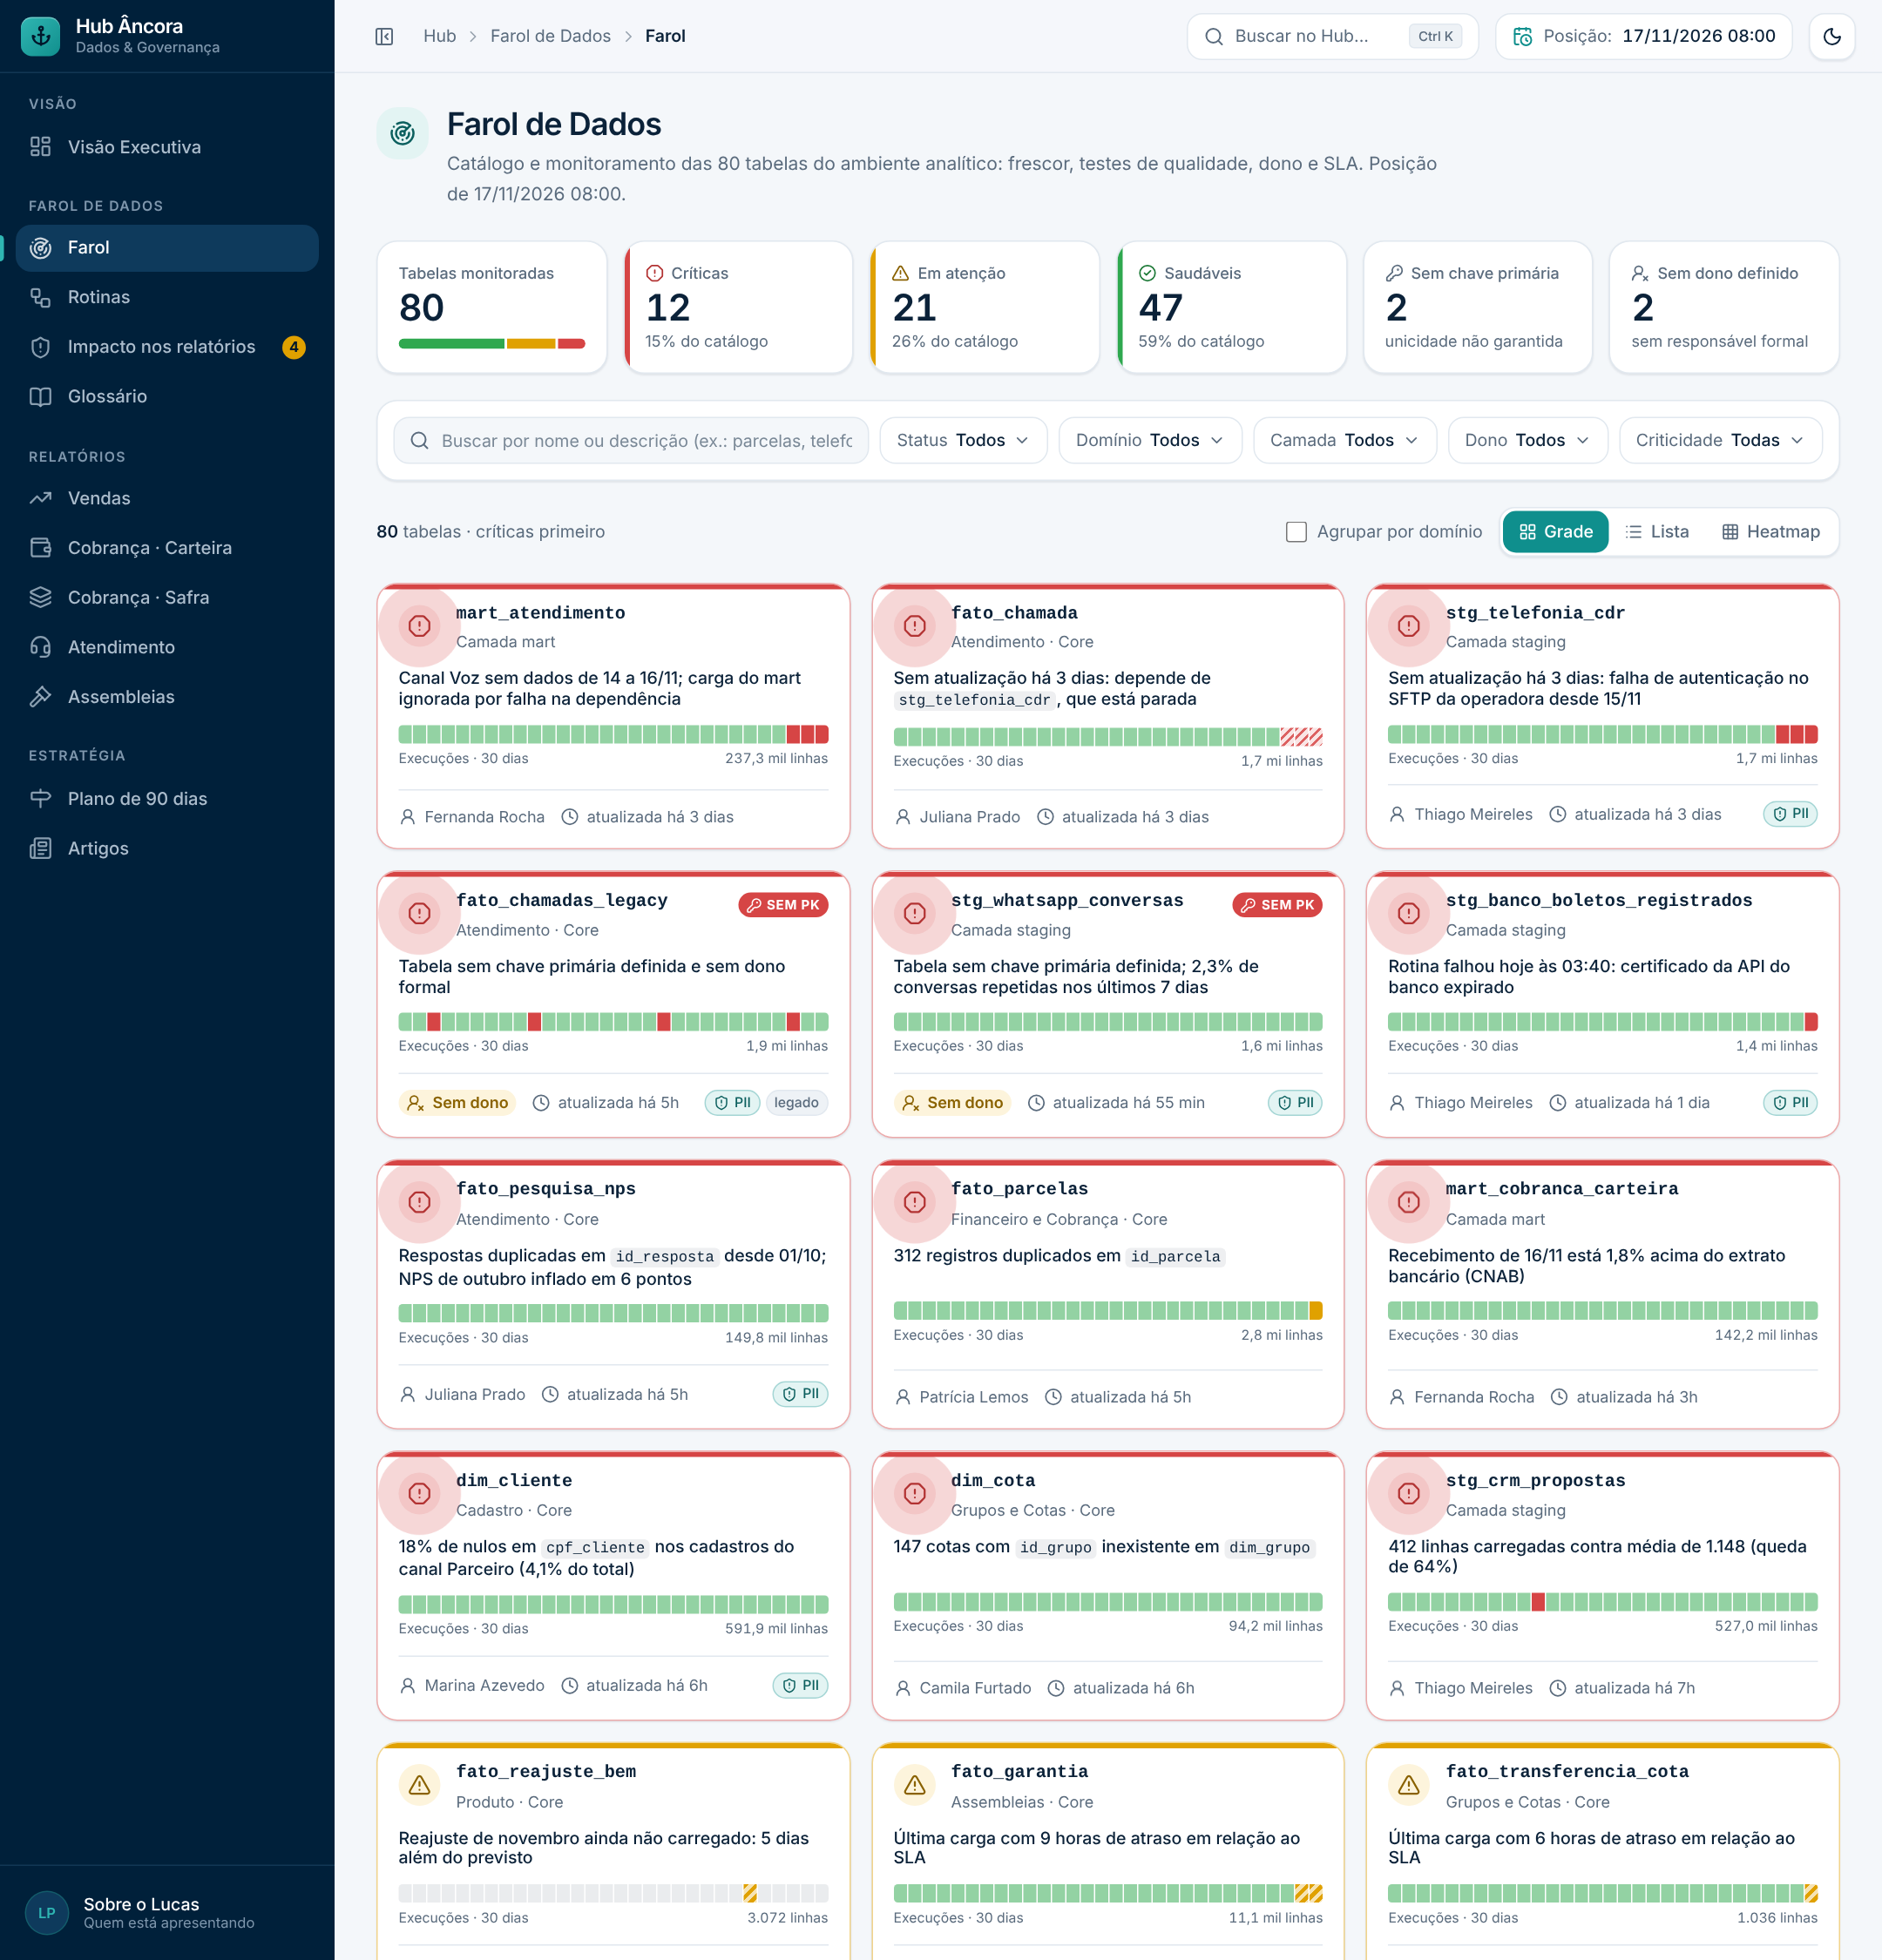 Hub Âncora
Dados & Governança
VISÃO
Visão Executiva
FAROL DE DADOS
Farol
Rotinas
Impacto nos relatórios 4
Glossário
RELATÓRIOS
Vendas
Cobrança · Carteira
Cobrança · Safra
Atendimento
Assembleias
ESTRATÉGIA
Plano de 90 dias
Artigos
LP
Sobre o Lucas
Quem está apresentando
Hub > Farol de Dados > Farol
Buscar no Hub... Ctrl K
Posição: 17/11/2026 08:00
Farol de Dados
Catálogo e monitoramento das 80 tabelas do ambiente analítico: frescor, testes de qualidade, dono e SLA. Posição
de 17/11/2026 08:00.
Tabelas monitoradas
80
Críticas
12
15% do catálogo
Em atenção
21
26% do catálogo
Saudáveis
47
59% do catálogo
Sem chave primária
2
unicidade não garantida
Sem dono definido
2
sem responsável formal
Buscar por nome ou descrição (ex.: parcelas, telefo
Status Todos
Domínio Todos
Camada Todos
Dono Todos
Criticidade Todas
80 tabelas · críticas primeiro
Agrupar por domínio
Grade
Lista
Heatmap
mart_atendimento
Camada mart
Canal Voz sem dados de 14 a 16/11; carga do mart
ignorada por falha na dependência
Execuções · 30 dias 237,3 mil linhas
Fernanda Rocha atualizada há 3 dias
fato_chamada
Atendimento · Core
Sem atualização há 3 dias: depende de
stg_telefonia_cdr, que está parada
Execuções · 30 dias 1,7 mi linhas
Juliana Prado atualizada há 3 dias
stg_telefonia_cdr
Camada staging
Sem atualização há 3 dias: falha de autenticação no
SFTP da operadora desde 15/11
Execuções · 30 dias 1,7 mi linhas
Thiago Meireles atualizada há 3 dias PII
fato_chamadas_legacy SEM PK
Atendimento · Core
Tabela sem chave primária definida e sem dono
formal
Execuções · 30 dias 1,9 mi linhas
Sem dono atualizada há 5h PII legado
stg_whatsapp_conversas SEM PK
Camada staging
Tabela sem chave primária definida; 2,3% de
conversas repetidas nos últimos 7 dias
Execuções · 30 dias 1,6 mi linhas
Sem dono atualizada há 55 min PII
stg_banco_boletos_registrados
Camada staging
Rotina falhou hoje às 03:40: certificado da API do
banco expirado
Execuções · 30 dias 1,4 mi linhas
Thiago Meireles atualizada há 1 dia PII
fato_pesquisa_nps
Atendimento · Core
Respostas duplicadas em id_resposta desde 01/10;
NPS de outubro inflado em 6 pontos
Execuções · 30 dias 149,8 mil linhas
Juliana Prado atualizada há 5h PII
fato_parcelas
Financeiro e Cobrança · Core
312 registros duplicados em id_parcela
Execuções · 30 dias 2,8 mi linhas
Patrícia Lemos atualizada há 5h
mart_cobranca_carteira
Camada mart
Recebimento de 16/11 está 1,8% acima do extrato
bancário (CNAB)
Execuções · 30 dias 142,2 mil linhas
Fernanda Rocha atualizada há 3h
dim_cliente
Cadastro · Core
18% de nulos em cpf_cliente nos cadastros do
canal Parceiro (4,1% do total)
Execuções · 30 dias 591,9 mil linhas
Marina Azevedo atualizada há 6h PII
dim_cota
Grupos e Cotas · Core
147 cotas com id_grupo inexistente em dim_grupo
Execuções · 30 dias 94,2 mil linhas
Camila Furtado atualizada há 6h
stg_crm_propostas
Camada staging
412 linhas carregadas contra média de 1.148 (queda
de 64%)
Execuções · 30 dias 527,0 mil linhas
Thiago Meireles atualizada há 7h
fato_reajuste_bem
Produto · Core
Reajuste de novembro ainda não carregado: 5 dias
além do previsto
Execuções · 30 dias 3.072 linhas
fato_garantia
Assembleias · Core
Última carga com 9 horas de atraso em relação ao
SLA
Execuções · 30 dias 11,1 mil linhas
fato_transferencia_cota
Grupos e Cotas · Core
Última carga com 6 horas de atraso em relação ao
SLA
Execuções · 30 dias 1.036 linhas